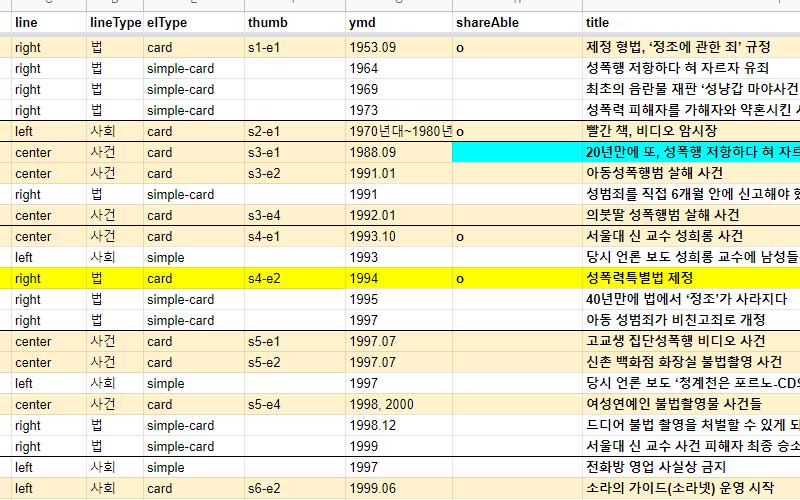 line lineType elType thumb ymd shareAble title
right 법 card s1-e1 1953.09 o 제정 형법, ‘정조에 관한 죄’ 규정
right 법 simple-card 1964 성폭행 저항하다 혀 자르자 유죄
right 법 simple-card 1969 최초의 음란물 재판 ‘성냥갑 마야사건
right 법 simple-card 1973 성폭력 피해자를 가해자와 약혼시킨
left 사회 card s2-e1 1970년대~1980년 o 빨간 책, 비디오 암시장
center 사건 card s3-e1 1988.09 20년만에 또, 성폭행 저항하다 혀 자르
center 사건 card s3-e2 1991.01 아동성폭행범 살해 사건
right 법 simple-card 1991 성범죄를 직접 6개월 안에 신고해야
center 사건 card s3-e4 1992.01 의붓딸 성폭행범 살해 사건
center 사건 card s4-e1 1993.10 o 서울대 신 교수 성희롱 사건
left 사회 simple 1993 당시 언론 보도 성희롱 교수에 남성들
right 법 card s4-e2 1994 o 성폭력특별법 제정
right 법 simple-card 1995 40년만에 법에서 ‘정조’가 사라지다
right 법 simple-card 1997 아동 성범죄가 비친고죄로 개정
center 사건 card s5-e1 1997.07 고교생 집단성폭행 비디오 사건
center 사건 card s5-e2 1997.07 신촌 백화점 화장실 불법촬영 사건
left 사회 simple 1997 당시 언론 보도 ‘청계천은 포르노-CD
center 사건 card s5-e4 1998, 2000 여성연예인 불법촬영물 사건들
right 법 simple-card 1998.12 드디어 불법 촬영을 처벌할 수 있게 되
right 법 simple-card 1999 서울대 신 교수 사건 피해자 최종 승소
left 사회 simple 1997 전화방 영업 사실상 금지
left 사회 card s6-e2 1999.06 소라의 가이드(소라넷) 운영 시작